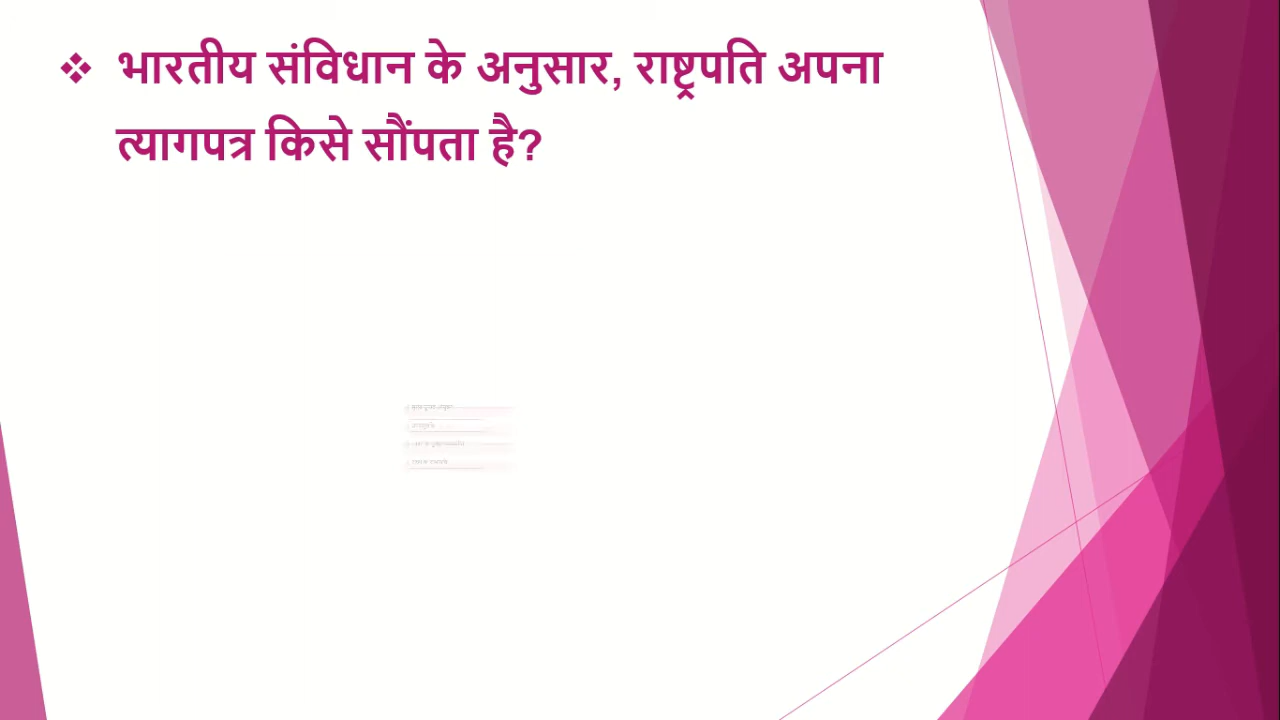 भारतीय संविधान के अनुसार, राष्ट्रपति अपना
त्यागपत्र किसे सौंपता है?